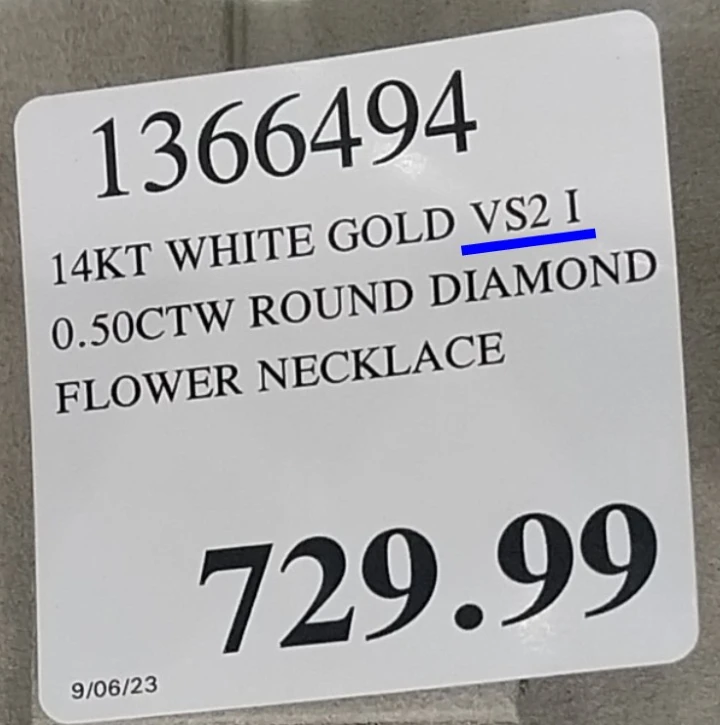 1366494
14KT WHITE GOLD VS2 I
0.50CTW ROUND DIAMOND
FLOWER NECKLACE
729.99
9/06/23